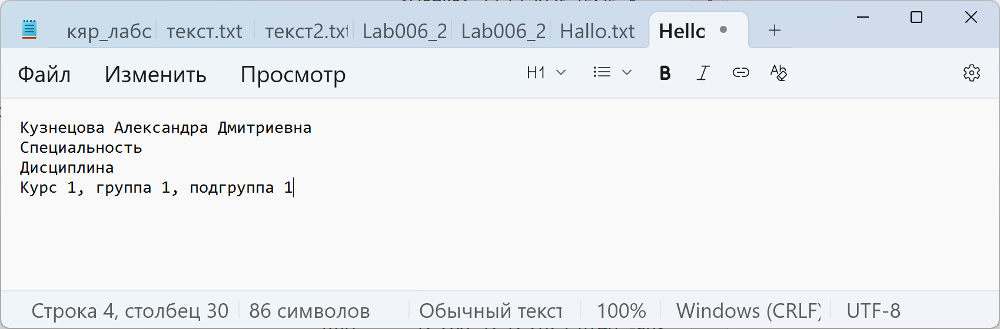 кяр_лабс текст.txt текст2.txt Lab006_2 Lab006_2 Hallo.txt Hello
Файл Изменить Просмотр H1 B I
Кузнецова Александра Дмитриевна
Специальность
Дисциплина
Курс 1, группа 1, подгруппа 1
Строка 4, столбец 30 86 символов Обычный текст 100% Windows (CRLF) UTF-8